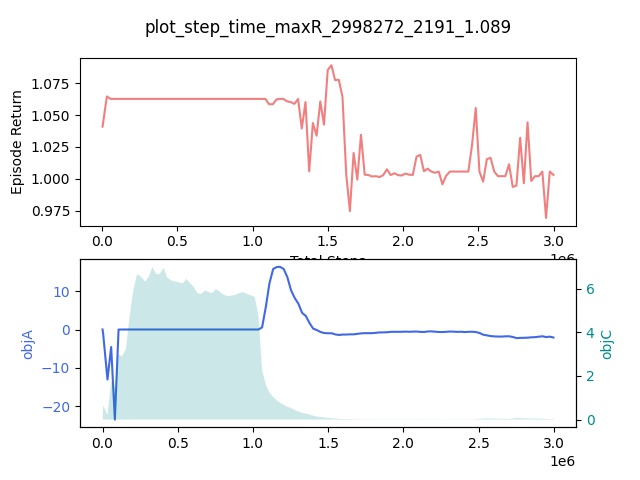 plot_step_time_maxR_2998272_2191_1.089
1.075
1.050
1.025
1.000
0.975
Episode Return
0.0 0.5 1.0 1.5 2.0 2.5 3.0
Total Steps 1e6
10
0
−10
−20
objA
6
4
2
0
objC
0.0 0.5 1.0 1.5 2.0 2.5 3.0
1e6